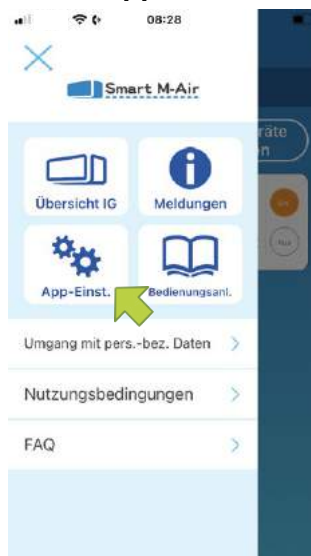 08:28
Smart M-Air
räte
n
Übersicht IG
Meldungen
App-Einst.
Bedienungsanl.
Umgang mit pers.-bez. Daten
Nutzungsbedingungen
FAQ